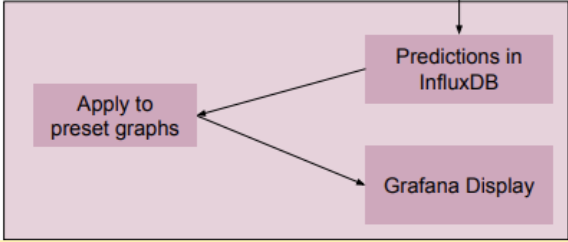 Predictions in
InfluxDB
Apply to
preset graphs
Grafana Display